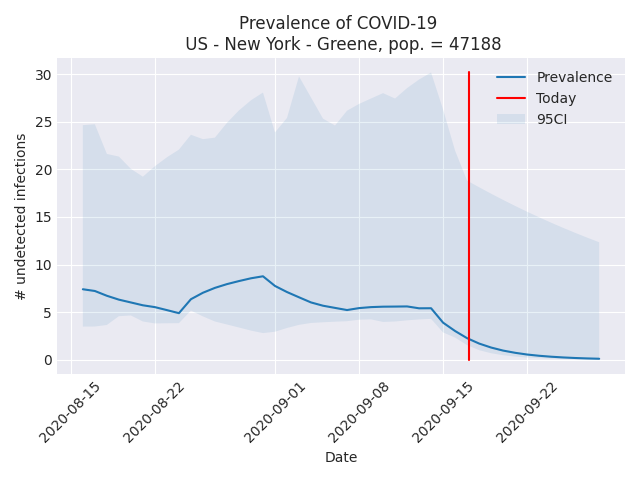 Prevalence of COVID-19
US - New York - Greene, pop. = 47188
Prevalence
Today
95CI
# undetected infections
30
25
20
15
10
5
0
2020-08-15
2020-08-22
2020-09-01
2020-09-08
2020-09-15
2020-09-22
Date